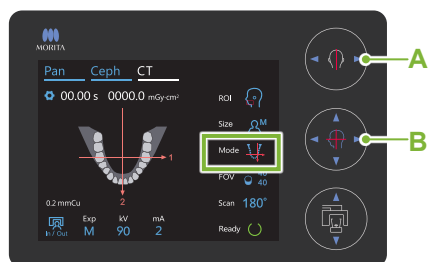 MORITA
Pan Ceph CT
00.00 s 0000.0 mGy·cm²
ROI
Size M
Mode
1
FOV 40
40
2
0.2 mmCu
Scan 180°
Exp kV mA
In / Out M 90 2
Ready
A
B